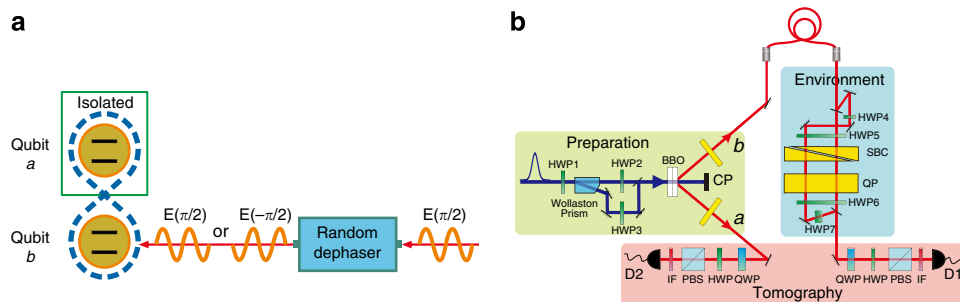 a
Isolated
Qubit
a
Qubit
b
E(π/2)
or
E(−π/2)
Random
dephaser
E(π/2)
b
Preparation
HWP1
HWP2
BBO
Wollaston
Prism
HWP3
CP
b
a
Environment
HWP4
HWP5
SBC
QP
HWP6
HWP7
D2
IF
PBS
HWP
QWP
Tomography
QWP
HWP
PBS
IF
D1